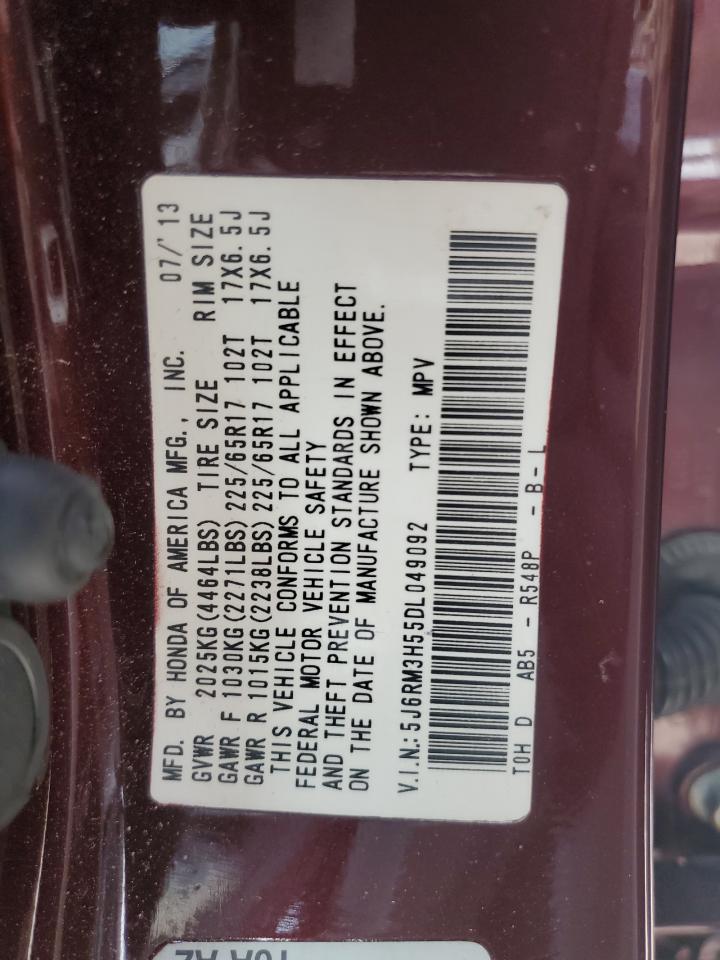 MFD. BY HONDA OF AMERICA MFG., INC. 07/'13
GVWR 2025KG(4464LBS) TIRE SIZE RIM SIZE
GAWR F 1030KG(2271LBS) 225/65R17 102T 17X6.5J
GAWR R 1015KG(2238LBS) 225/65R17 102T 17X6.5J
THIS VEHICLE CONFORMS TO ALL APPLICABLE
FEDERAL MOTOR VEHICLE SAFETY
AND THEFT PREVENTION STANDARDS IN EFFECT
ON THE DATE OF MANUFACTURE SHOWN ABOVE.
V.I.N.: 5J6RM3H55DL049092 TYPE: MPV
T0H D AB5 - R548P - B - L